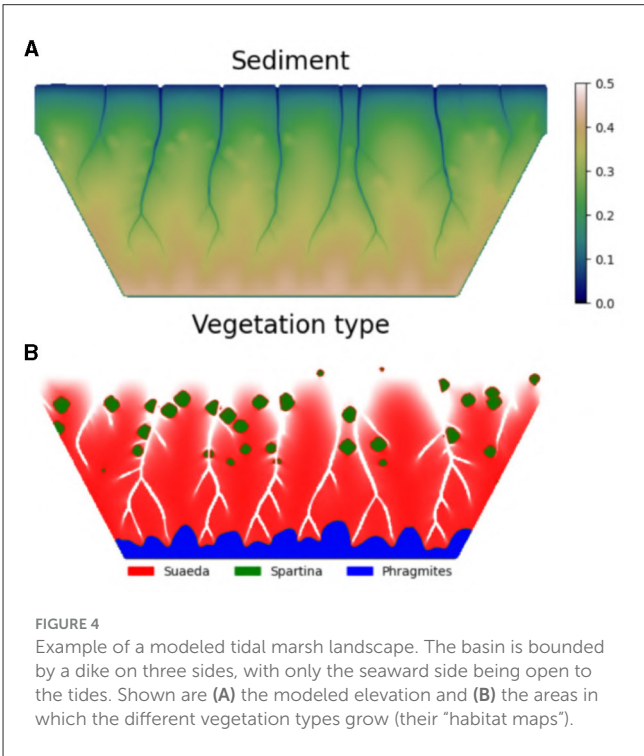 A
Sediment
0.5
0.4
0.3
0.2
0.1
0.0
Vegetation type
B
Suaeda Spartina Phragmites
FIGURE 4
Example of a modeled tidal marsh landscape. The basin is bounded
by a dike on three sides, with only the seaward side being open to
the tides. Shown are (A) the modeled elevation and (B) the areas in
which the different vegetation types grow (their “habitat maps”).